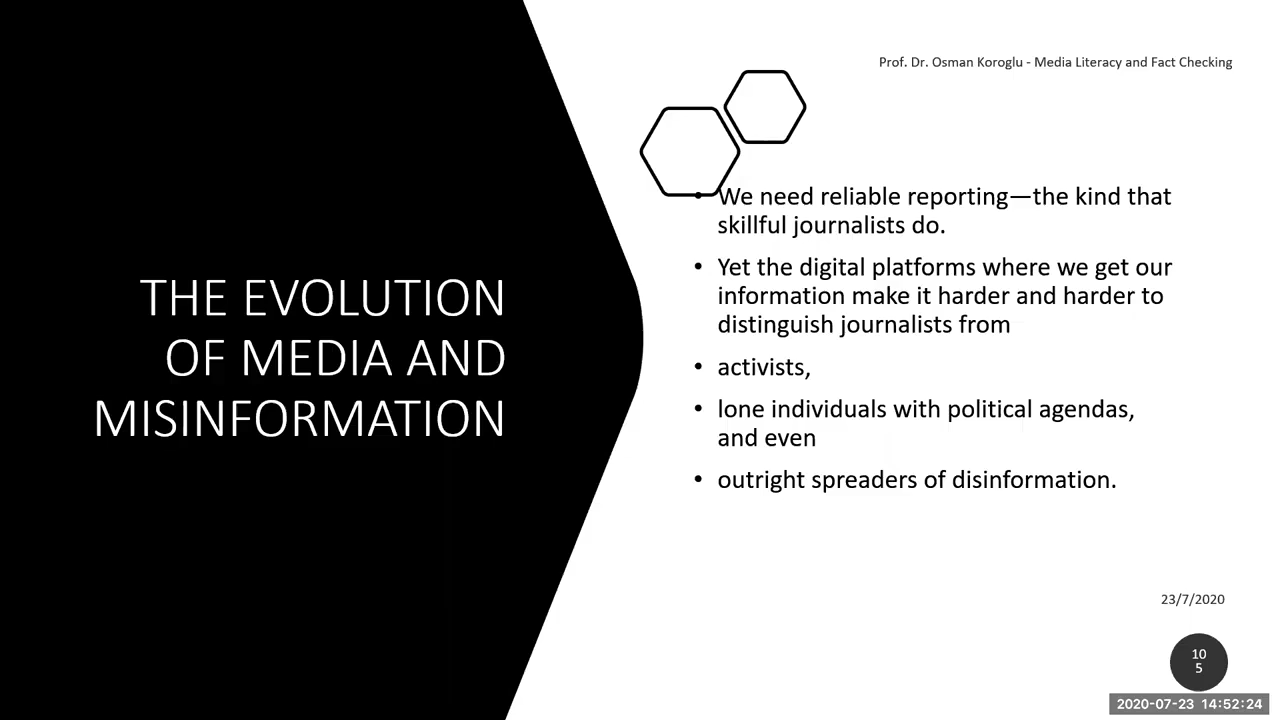 Prof. Dr. Osman Koroglu - Media Literacy and Fact Checking
THE EVOLUTION
OF MEDIA AND
MISINFORMATION
• We need reliable reporting—the kind that
skillful journalists do.
• Yet the digital platforms where we get our
information make it harder and harder to
distinguish journalists from
• activists,
• lone individuals with political agendas,
and even
• outright spreaders of disinformation.
23/7/2020
10
5
2020-07-23 14:52:24